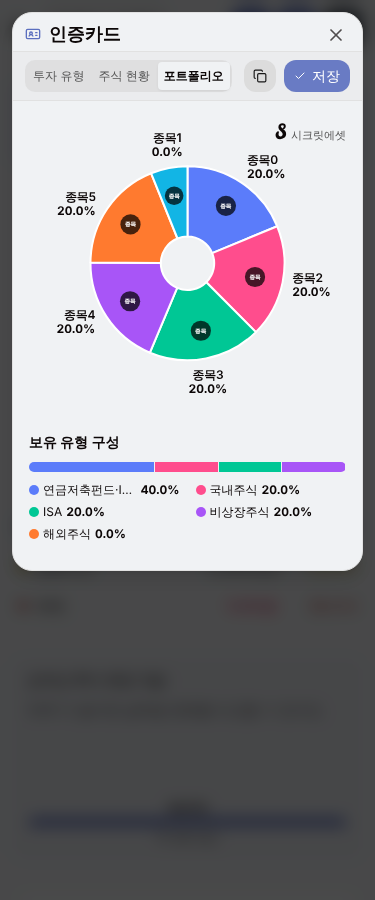 인증카드
투자 유형
주식 현황
포트폴리오
저장
S 시크릿에셋
종목1
0.0%
종목0
20.0%
종목5
20.0%
종목
종목
종목
종목2
20.0%
종목
종목4
20.0%
종목
종목
종목3
20.0%
보유 유형 구성
연금저축펀드·I... 40.0%
국내주식 20.0%
ISA 20.0%
비상장주식 20.0%
해외주식 0.0%